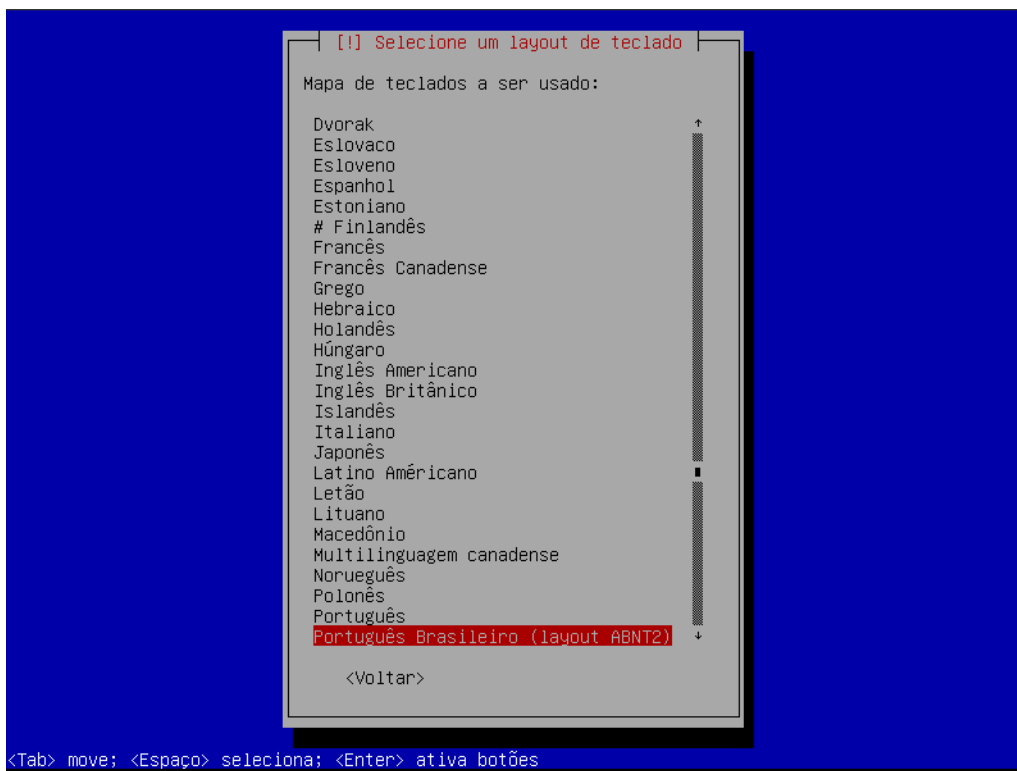 [!] Selecione um layout de teclado
Mapa de teclados a ser usado:
Dvorak
Eslovaco
Esloveno
Espanhol
Estoniano
# Finlandês
Francês
Francês Canadense
Grego
Hebraico
Holandês
Húngaro
Inglês Americano
Inglês Britânico
Islandês
Italiano
Japonês
Latino Américano
Letão
Lituano
Macedônio
Multilinguagem canadense
Norueguês
Polonês
Português
Português Brasileiro (layout ABNT2)
<Voltar>
<Tab> move; <Espaço> seleciona; <Enter> ativa botões